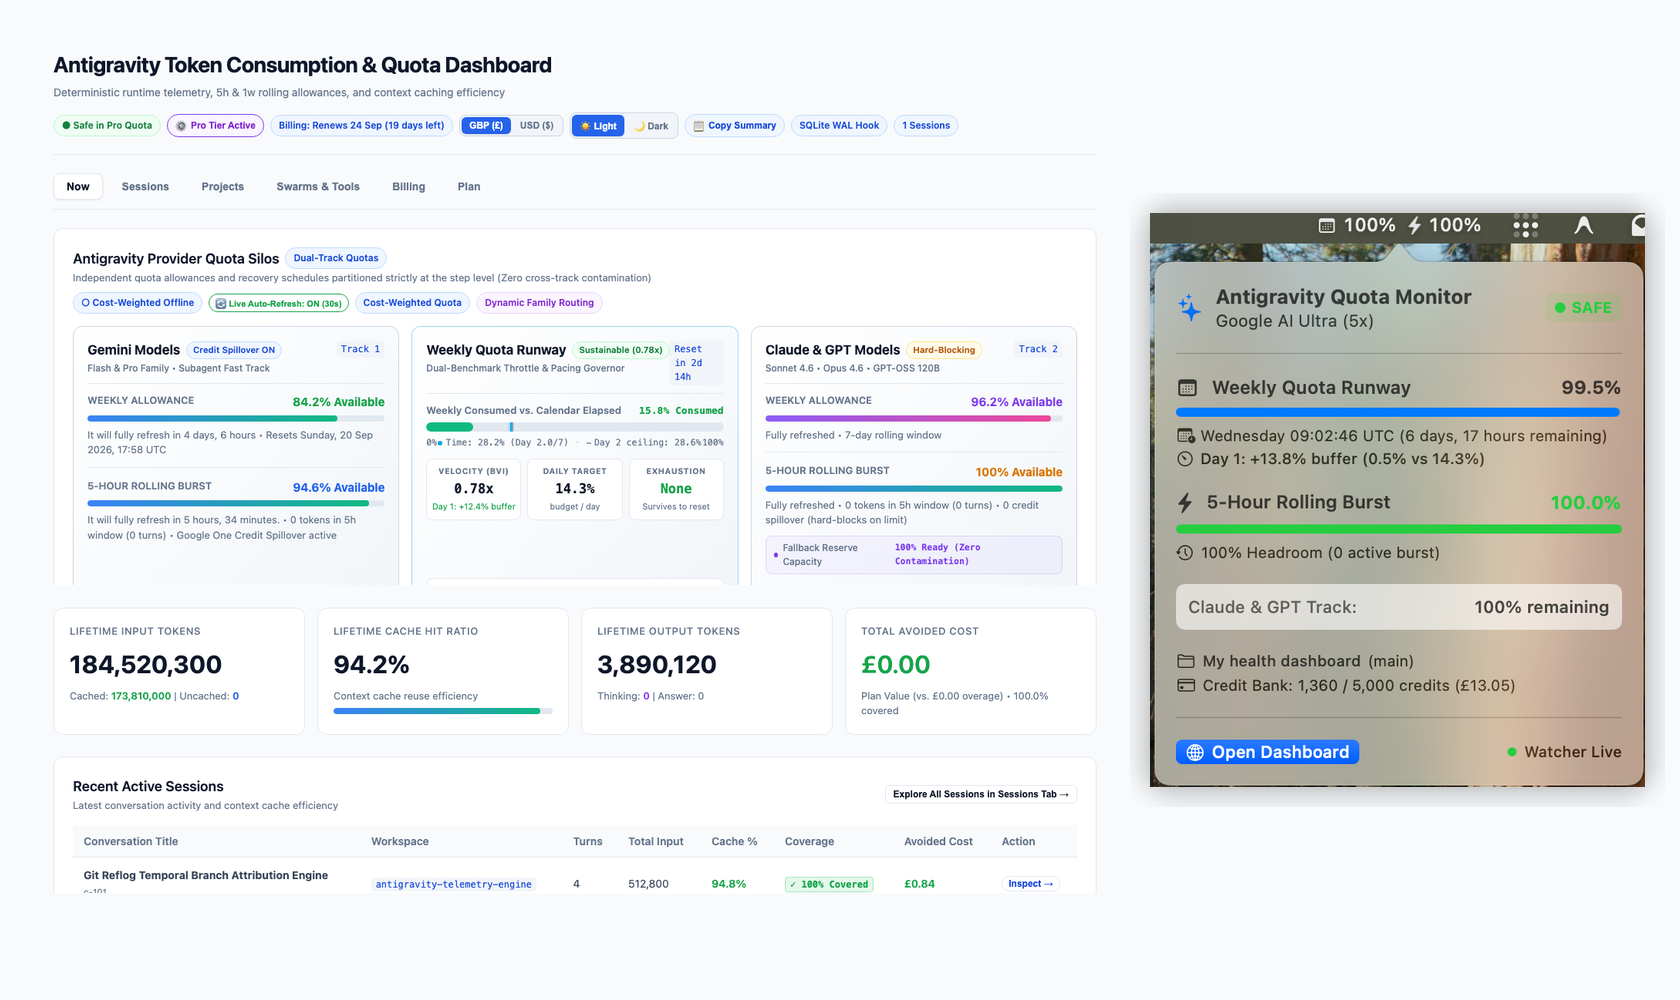 Antigravity Token Consumption & Quota Dashboard
Deterministic runtime telemetry, 5h & 1w rolling allowances, and context caching efficiency
Safe in Pro Quota
Pro Tier Active
Billing: Renews 24 Sep (19 days left)
GBP (£) USD ($)
Light Dark
Copy Summary
SQLite WAL Hook
1 Sessions
Now Sessions Projects Swarms & Tools Billing Plan
Antigravity Provider Quota Silos Dual-Track Quotas
Independent quota allowances and recovery schedules partitioned strictly at the step level (Zero cross-track contamination)
Cost-Weighted Offline Live Auto-Refresh: ON (30s) Cost-Weighted Quota Dynamic Family Routing
Gemini Models Credit Spillover ON Track 1
Flash & Pro Family • Subagent Fast Track
WEEKLY ALLOWANCE 84.2% Available
It will fully refresh in 4 days, 6 hours • Resets Sunday, 20 Sep
2026, 17:58 UTC
5-HOUR ROLLING BURST 94.6% Available
It will fully refresh in 5 hours, 34 minutes. • 0 tokens in 5h
window (0 turns) • Google One Credit Spillover active
Weekly Quota Runway Sustainable (0.78x) Reset
in 2d
14h
Dual-Benchmark Throttle & Pacing Governor
Weekly Consumed vs. Calendar Elapsed 15.8% Consumed
0% Time: 28.2% (Day 2.0/7) · — Day 2 ceiling: 28.6% 100%
VELOCITY (BVI)
0.78x
Day 1: +12.4% buffer
DAILY TARGET
14.3%
budget / day
EXHAUSTION
None
Survives to reset
Claude & GPT Models Hard-Blocking Track 2
Sonnet 4.6 • Opus 4.6 • GPT-OSS 120B
WEEKLY ALLOWANCE 96.2% Available
Fully refreshed • 7-day rolling window
5-HOUR ROLLING BURST 100% Available
Fully refreshed • 0 tokens in 5h window (0 turns) • 0 credit
spillover (hard-blocks on limit)
Fallback Reserve
Capacity
100% Ready (Zero
Contamination)
LIFETIME INPUT TOKENS
184,520,300
Cached: 173,810,000 | Uncached: 0
LIFETIME CACHE HIT RATIO
94.2%
Context cache reuse efficiency
LIFETIME OUTPUT TOKENS
3,890,120
Thinking: 0 | Answer: 0
TOTAL AVOIDED COST
£0.00
Plan Value (vs. £0.00 overage) • 100.0%
covered
Recent Active Sessions
Latest conversation activity and context cache efficiency
Explore All Sessions in Sessions Tab →
Conversation Title Workspace Turns Total Input Cache % Coverage Avoided Cost Action
Git Reflog Temporal Branch Attribution Engine
antigravity-telemetry-engine 4 512,800 94.8% ✓ 100% Covered £0.84 Inspect →
100% 100%
Antigravity Quota Monitor
Google AI Ultra (5x)
SAFE
Weekly Quota Runway 99.5%
Wednesday 09:02:46 UTC (6 days, 17 hours remaining)
Day 1: +13.8% buffer (0.5% vs 14.3%)
5-Hour Rolling Burst 100.0%
100% Headroom (0 active burst)
Claude & GPT Track: 100% remaining
My health dashboard (main)
Credit Bank: 1,360 / 5,000 credits (£13.05)
Open Dashboard
Watcher Live